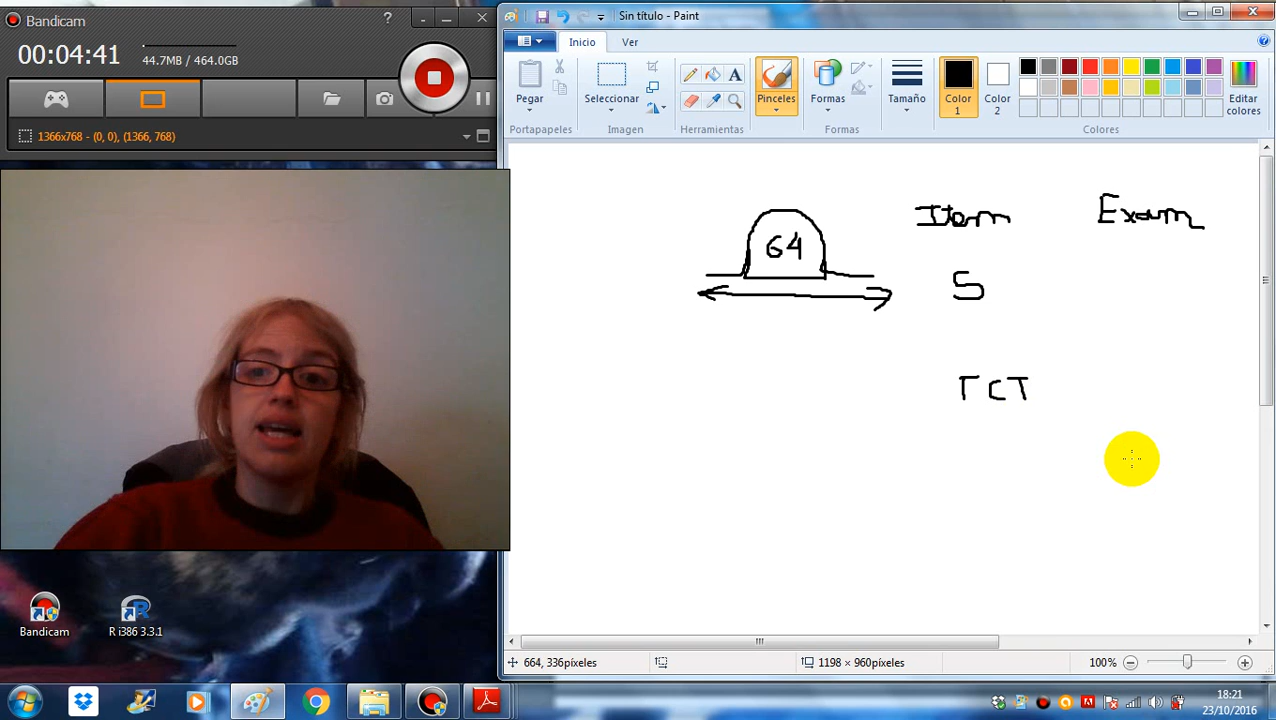 Bandicam
00:04:41
44.7MB / 464.0GB
1366x768 - (0, 0), (1366, 768)
Sin título - Paint
Inicio
Ver
Pegar
Seleccionar
Pinceles
Formas
Tamaño
Color
1
Color
2
Editar
colores
Portapapeles
Imagen
Herramientas
Formas
Colores
64
Item
Exam
S
TCT
Bandicam
R i386 3.3.1
664, 336píxeles
1198 × 960píxeles
100%
18:21
23/10/2016